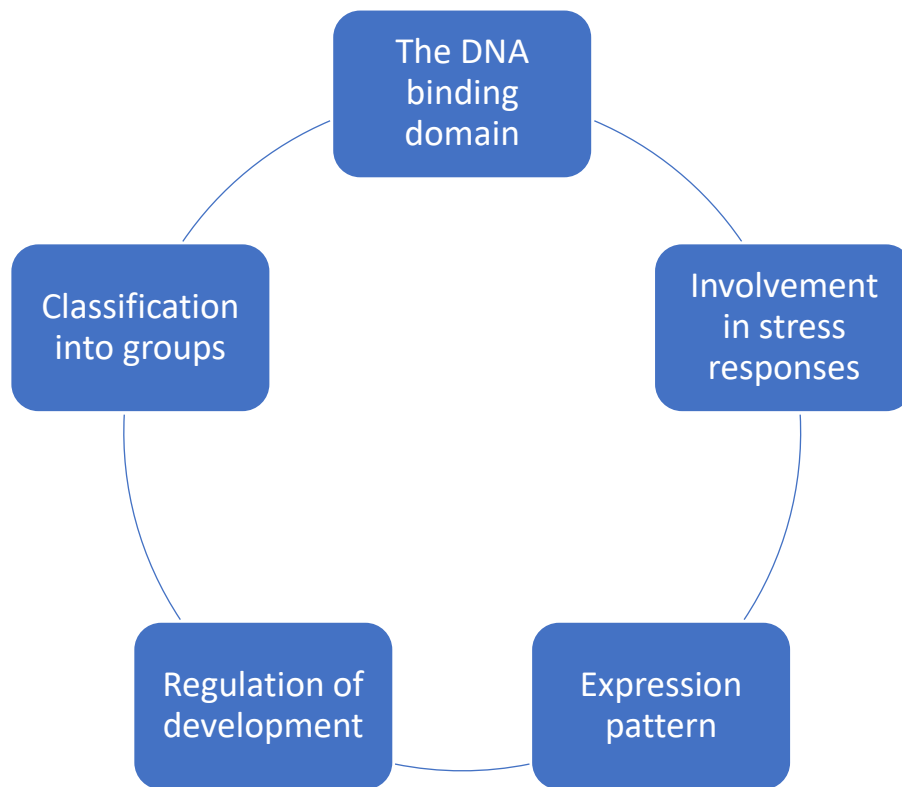 The DNA
binding
domain
Classification
into groups
Involvement
in stress
responses
Regulation of
development
Expression
pattern